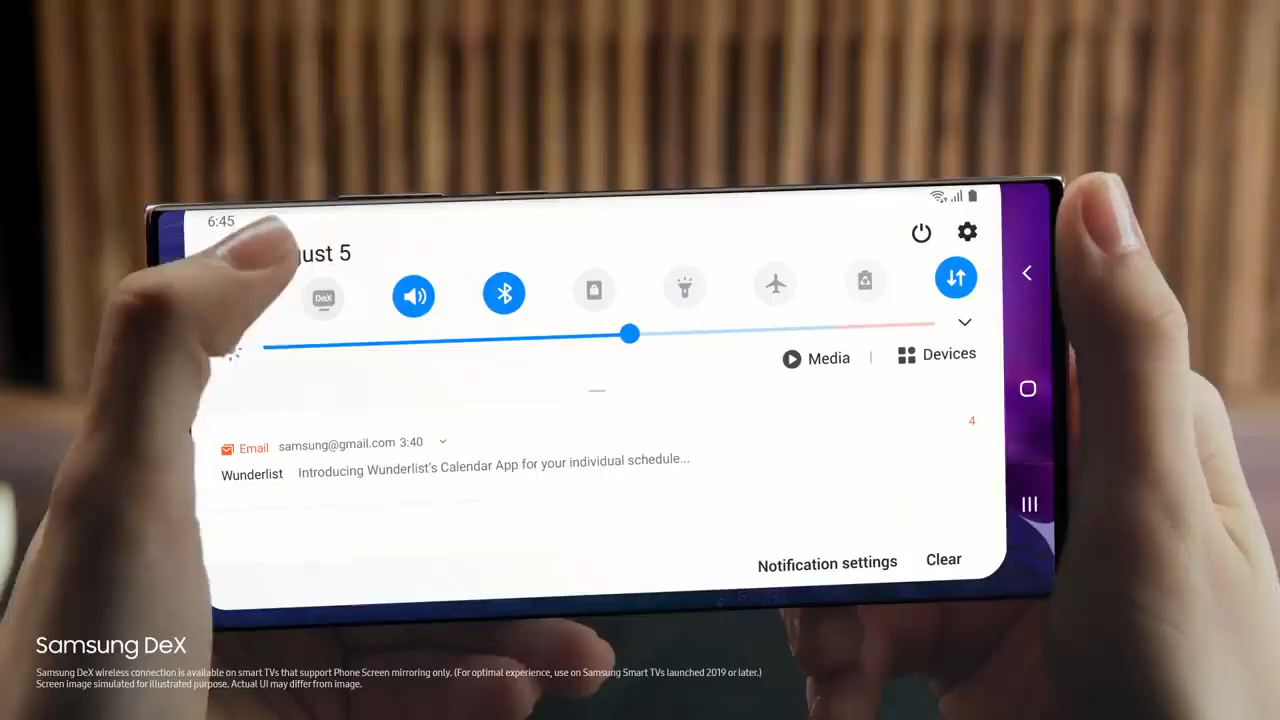 6:45
gust 5
DeX
Media | Devices
4
Email samsung@gmail.com 3:40
Wunderlist Introducing Wunderlist's Calendar App for your individual schedule...
Notification settings Clear
Samsung DeX
Samsung DeX wireless connection is available on smart TVs that support Phone Screen mirroring only. (For optimal experience, use on Samsung Smart TVs launched 2019 or later.)
Screen image simulated for illustrated purpose. Actual UI may differ from image.